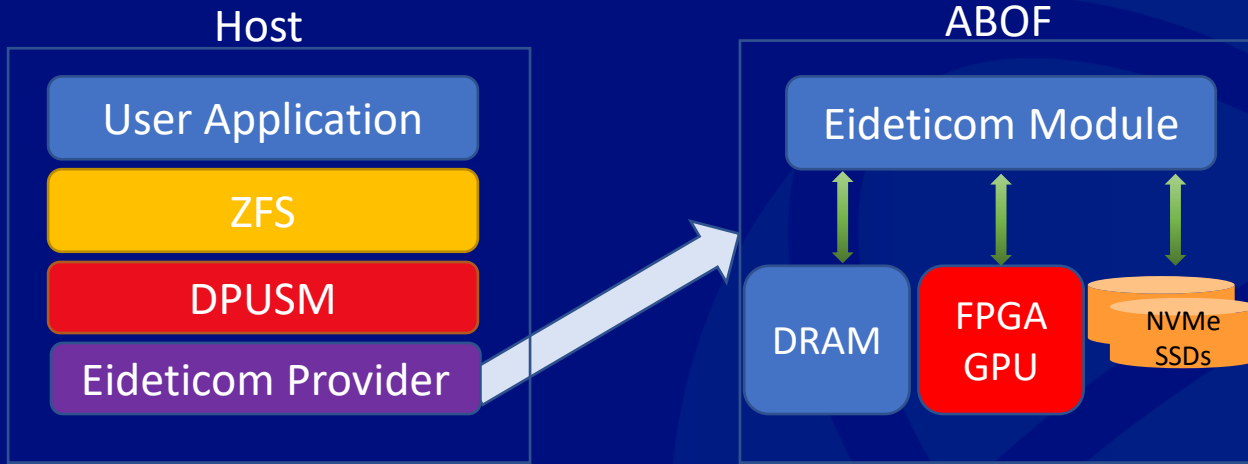 Host
User Application
ZFS
DPUSM
Eideticom Provider
ABOF
Eideticom Module
DRAM
FPGA
GPU
NVMe
SSDs